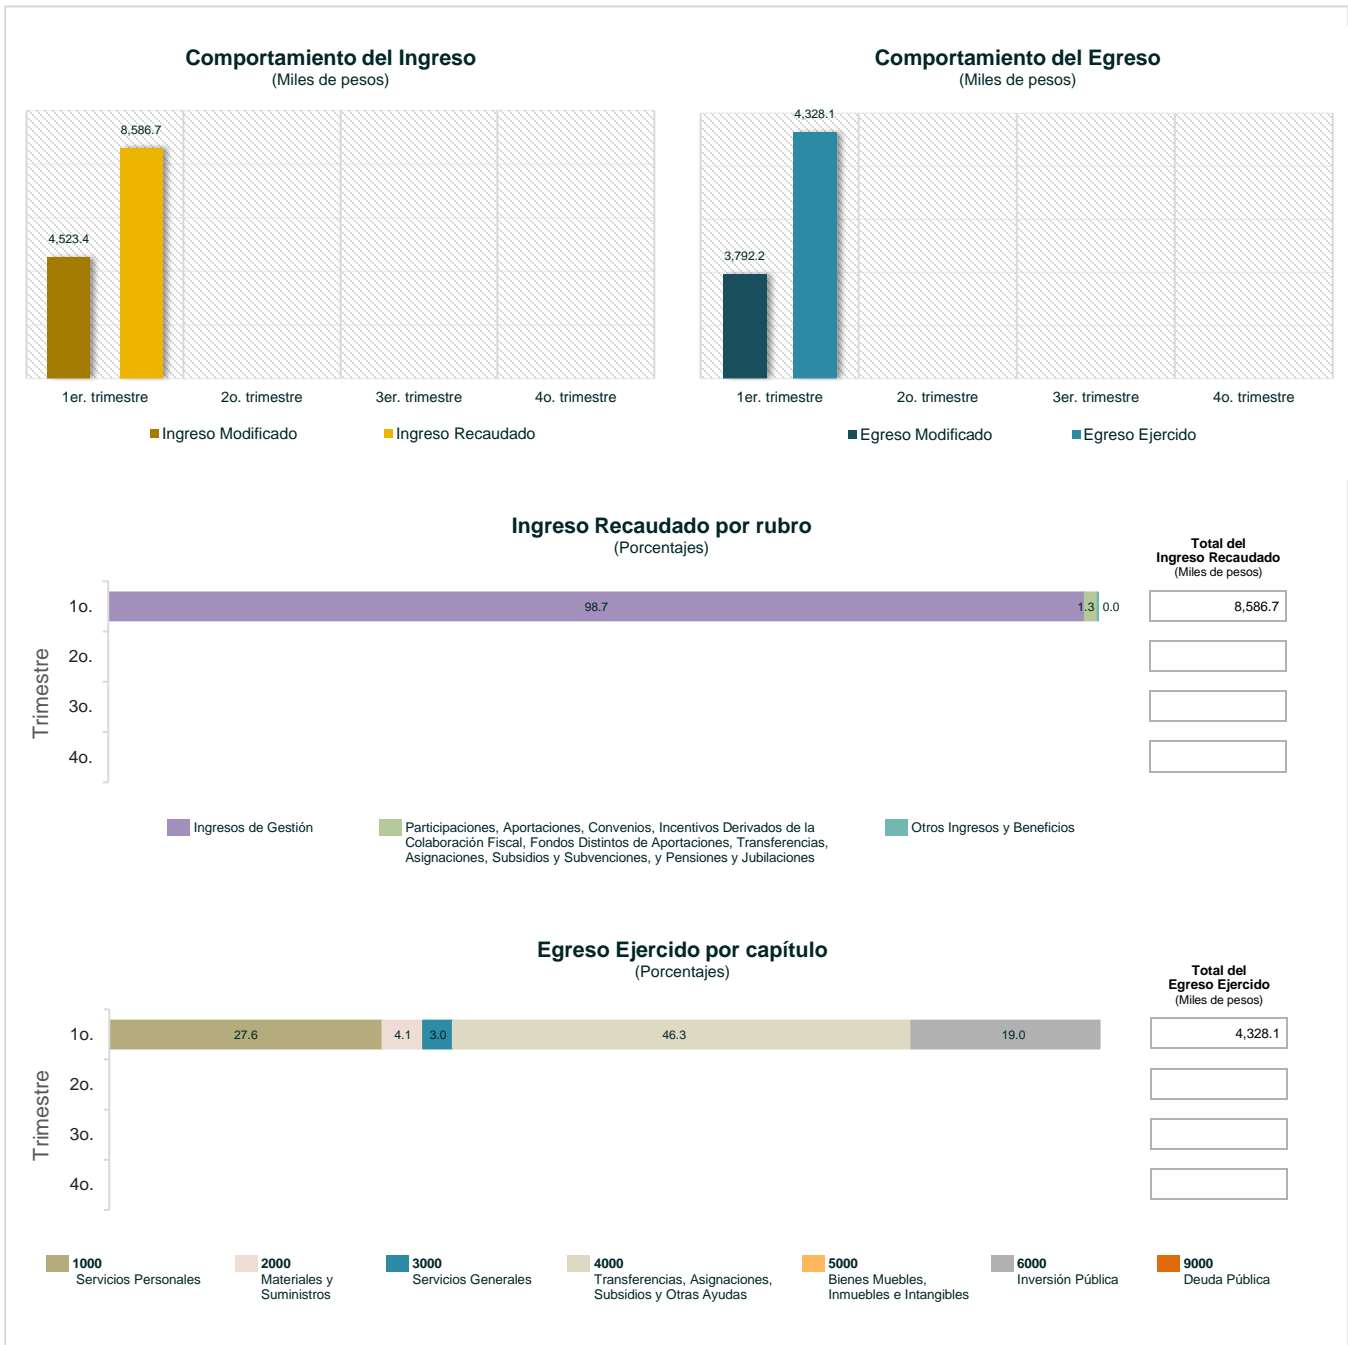 Comportamiento del Ingreso
(Miles de pesos)
8,586.7
4,523.4
1er. trimestre
2o. trimestre
3er. trimestre
4o. trimestre
Ingreso Modificado
Ingreso Recaudado
Comportamiento del Egreso
(Miles de pesos)
4,328.1
3,792.2
1er. trimestre
2o. trimestre
3er. trimestre
4o. trimestre
Egreso Modificado
Egreso Ejercido
Ingreso Recaudado por rubro
(Porcentajes)
Total del
Ingreso Recaudado
(Miles de pesos)
Trimestre
1o.
98.7
1.3
0.0
8,586.7
2o.
3o.
4o.
Ingresos de Gestión
Participaciones, Aportaciones, Convenios, Incentivos Derivados de la
Colaboración Fiscal, Fondos Distintos de Aportaciones, Transferencias,
Asignaciones, Subsidios y Subvenciones, y Pensiones y Jubilaciones
Otros Ingresos y Beneficios
Egreso Ejercido por capítulo
(Porcentajes)
Total del
Egreso Ejercido
(Miles de pesos)
Trimestre
1o.
27.6
4.1
3.0
46.3
19.0
4,328.1
2o.
3o.
4o.
1000
Servicios Personales
2000
Materiales y
Suministros
3000
Servicios Generales
4000
Transferencias, Asignaciones,
Subsidios y Otras Ayudas
5000
Bienes Muebles,
Inmuebles e Intangibles
6000
Inversión Pública
9000
Deuda Pública